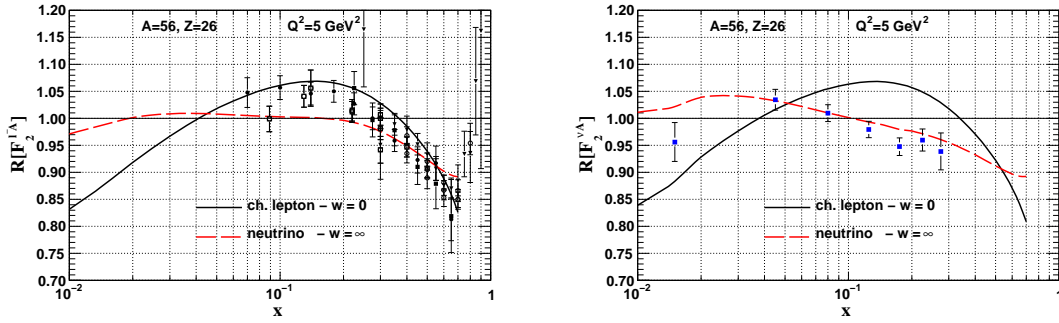 A=56, Z=26 Q²=5 GeV²
R[F₂^{lA}]
1.20
1.15
1.10
1.05
1.00
0.95
0.90
0.85
0.80
0.75
0.70
ch. lepton – w = 0
neutrino – w = ∞
10⁻² 10⁻¹ 1
x
A=56, Z=26 Q²=5 GeV²
R[F₂^{νA}]
1.20
1.15
1.10
1.05
1.00
0.95
0.90
0.85
0.80
0.75
0.70
ch. lepton – w = 0
neutrino – w = ∞
10⁻² 10⁻¹ 1
x